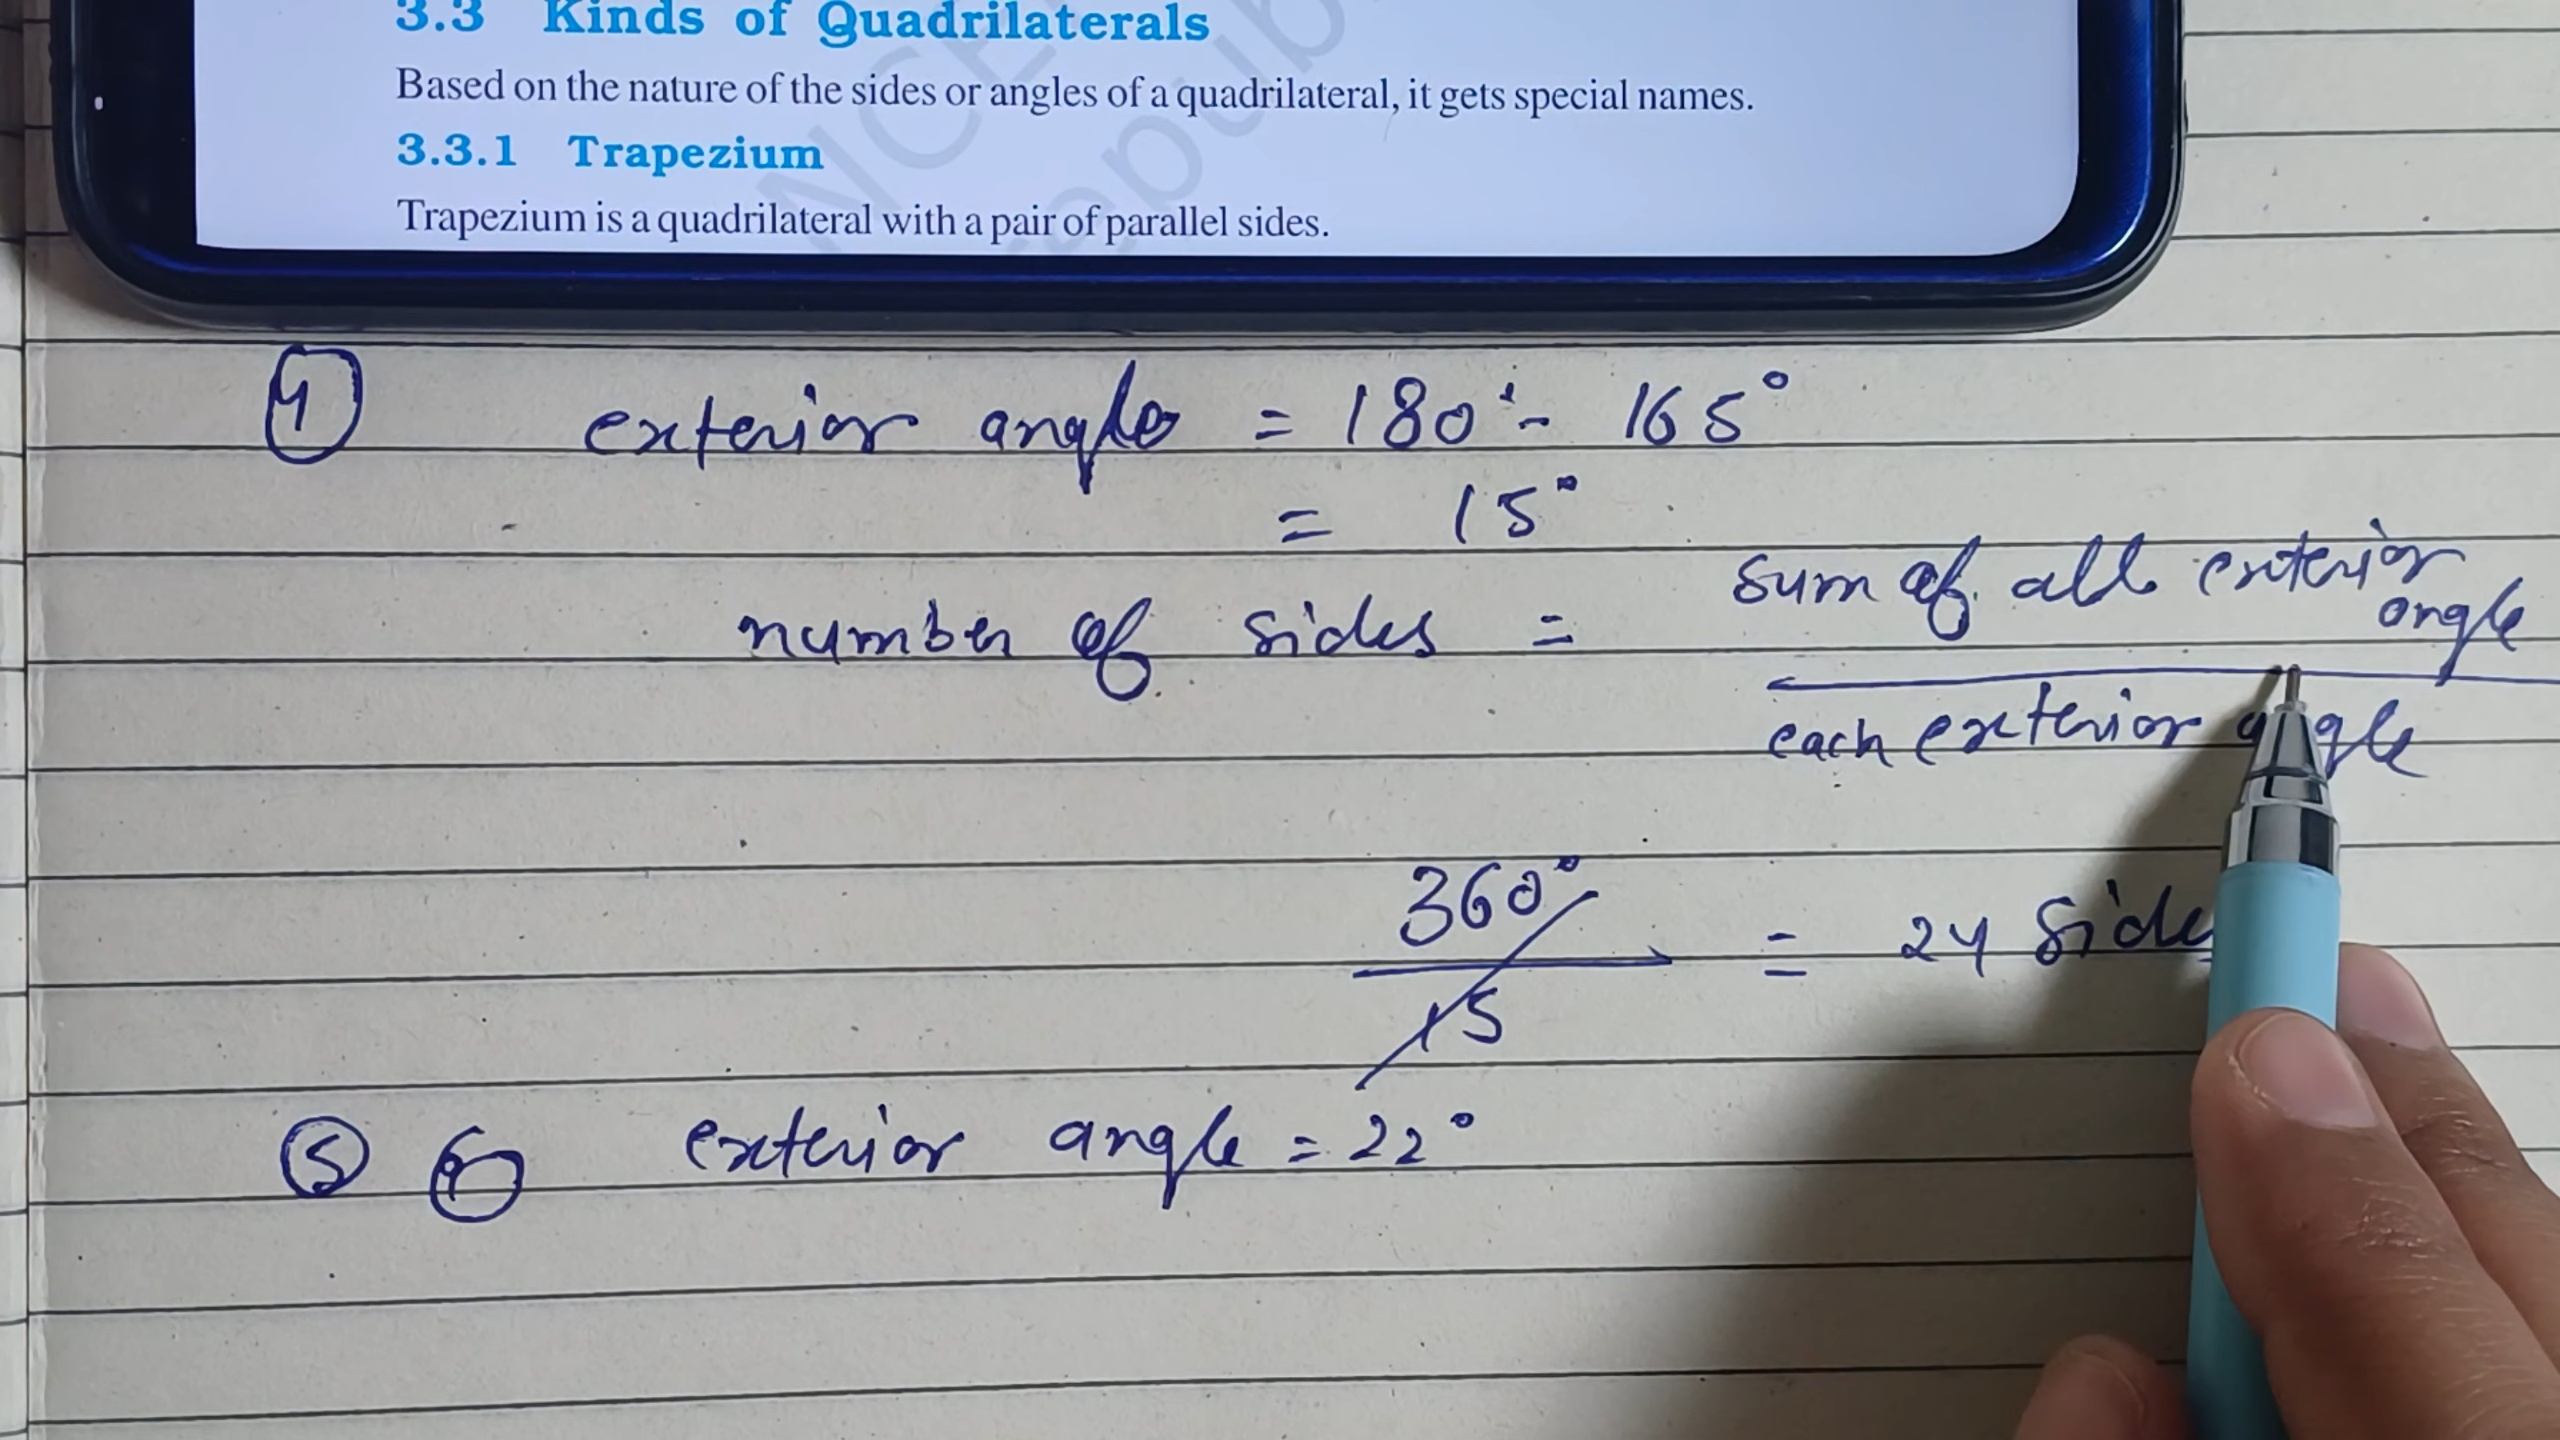 3.3 Kinds of Quadrilaterals
Based on the nature of the sides or angles of a quadrilateral, it gets special names.
3.3.1 Trapezium
Trapezium is a quadrilateral with a pair of parallel sides.
4 exterior angle = 180° - 165°
= 15°
number of sides = sum of all exterior angle
each exterior angle
360°
15
= 24 Side
5 exterior angle = 22°